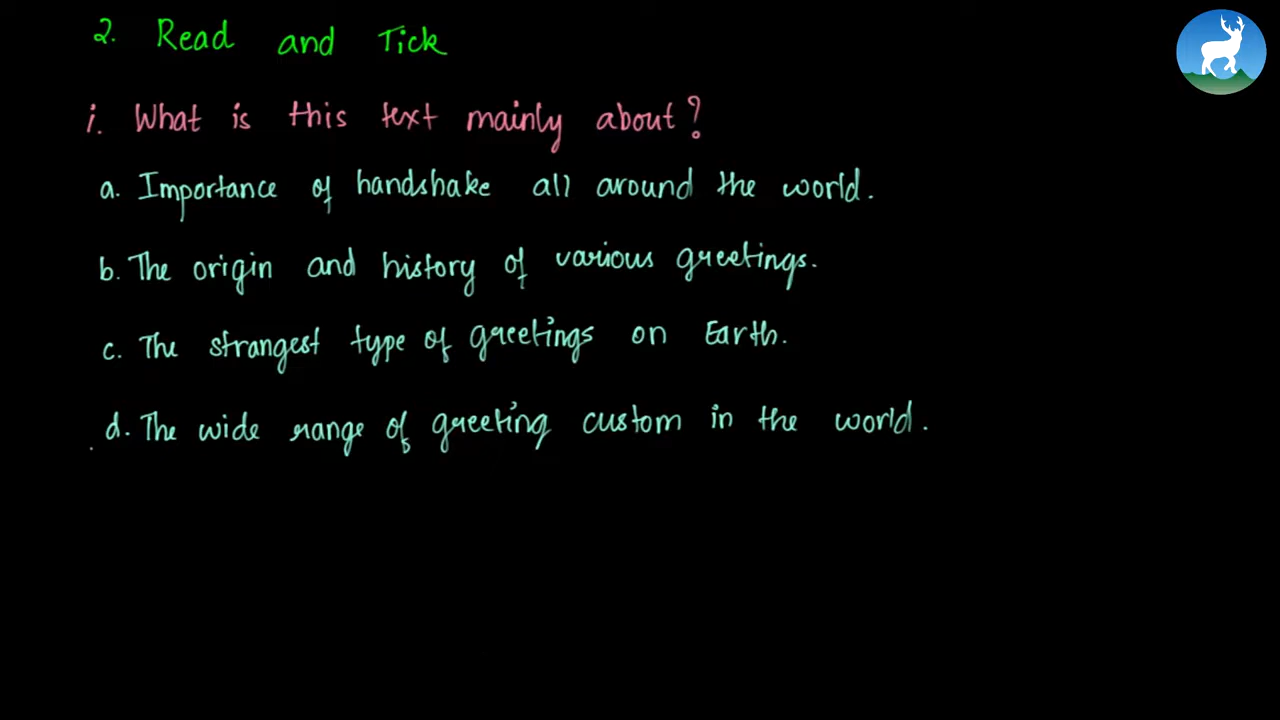 2. Read and Tick
i. What is this text mainly about?
a. Importance of handshake all around the world.
b. The origin and history of various greetings.
c. The strangest type of greetings on Earth.
d. The wide range of greeting custom in the world.